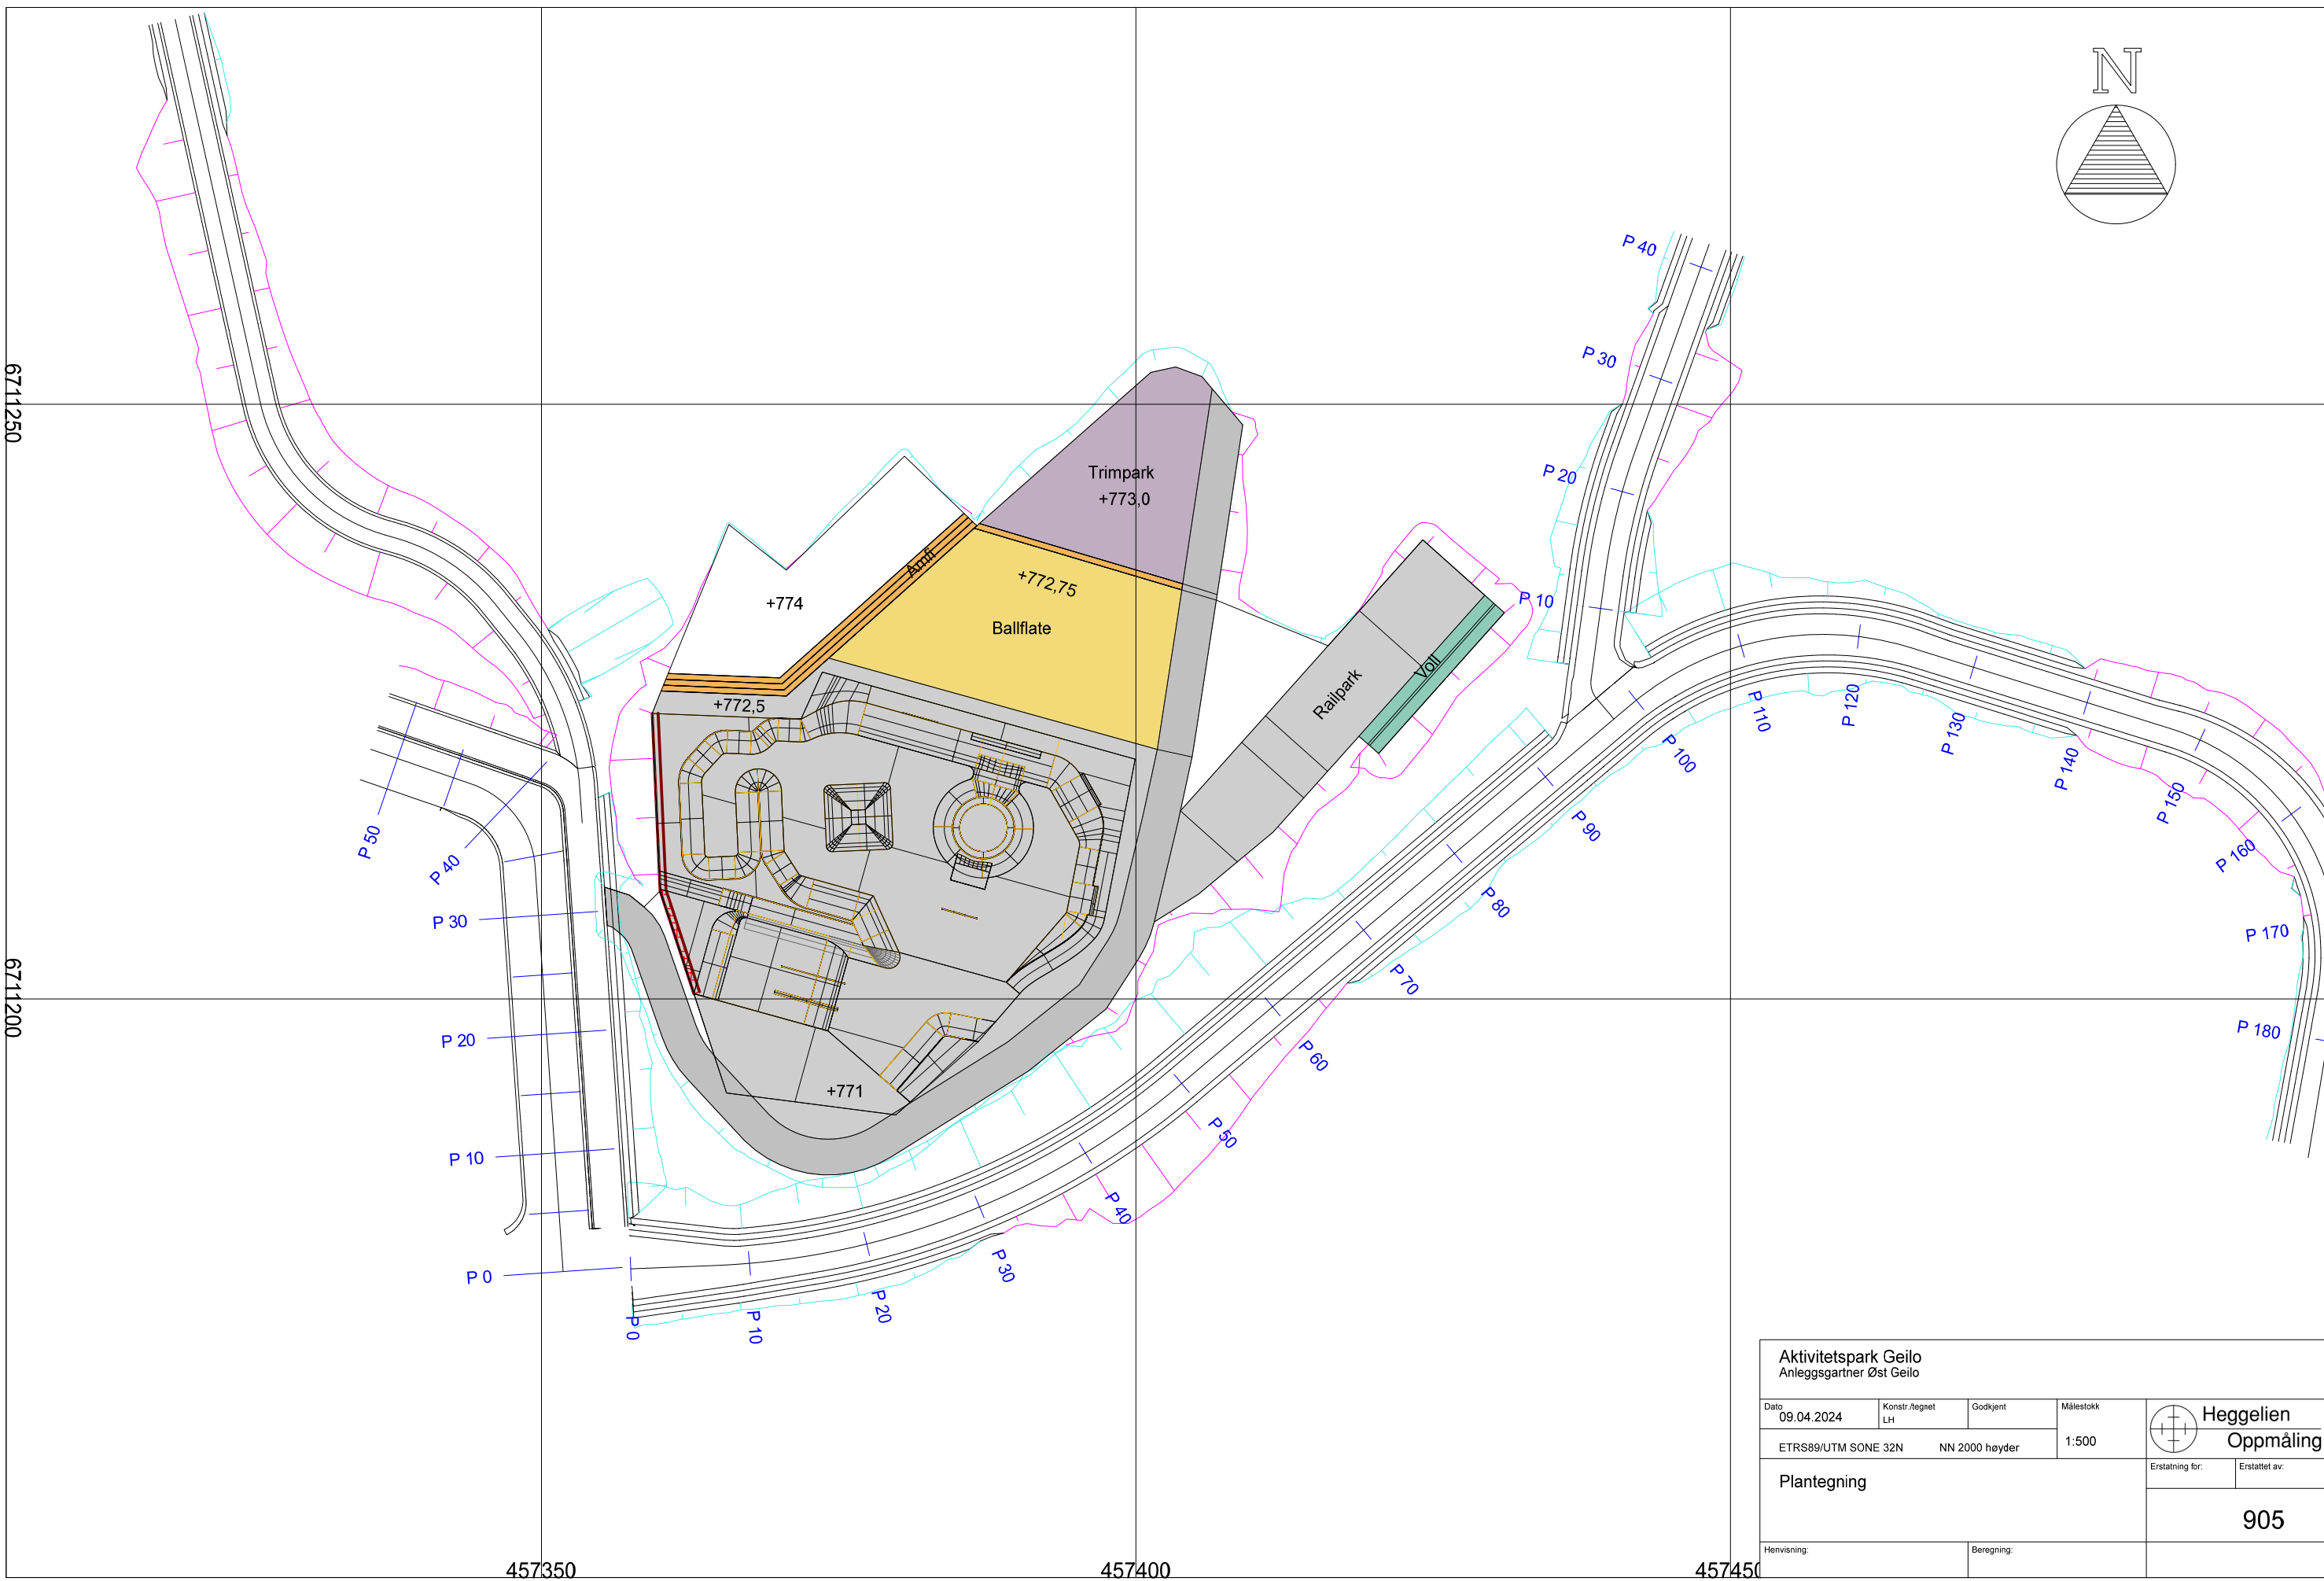 N
P 40
P 30
P 20
P 10
6711250
Trimpark
+773,0
Amfi
+772,75
+774
Ballflate
Voll
Railpark
+772,5
P 50
P 40
P 30
P 20
P 10
P 0
+771
P 0
P 10
P 20
P 30
P 40
P 50
P 60
P 70
P 80
P 90
P 100
P 110
P 120
P 130
P 140
P 150
P 160
P 170
P 180
6711200
457350
457400
457450
Aktivitetspark Geilo
Anleggsgartner Øst Geilo
Dato
09.04.2024
Konstr./tegnet
LH
Godkjent
Målestokk
1:500
ETRS89/UTM SONE 32N
NN 2000 høyder
Heggelien
Oppmåling
Plantegning
Erstatning for:
Erstattet av:
905
Henvisning:
Beregning: